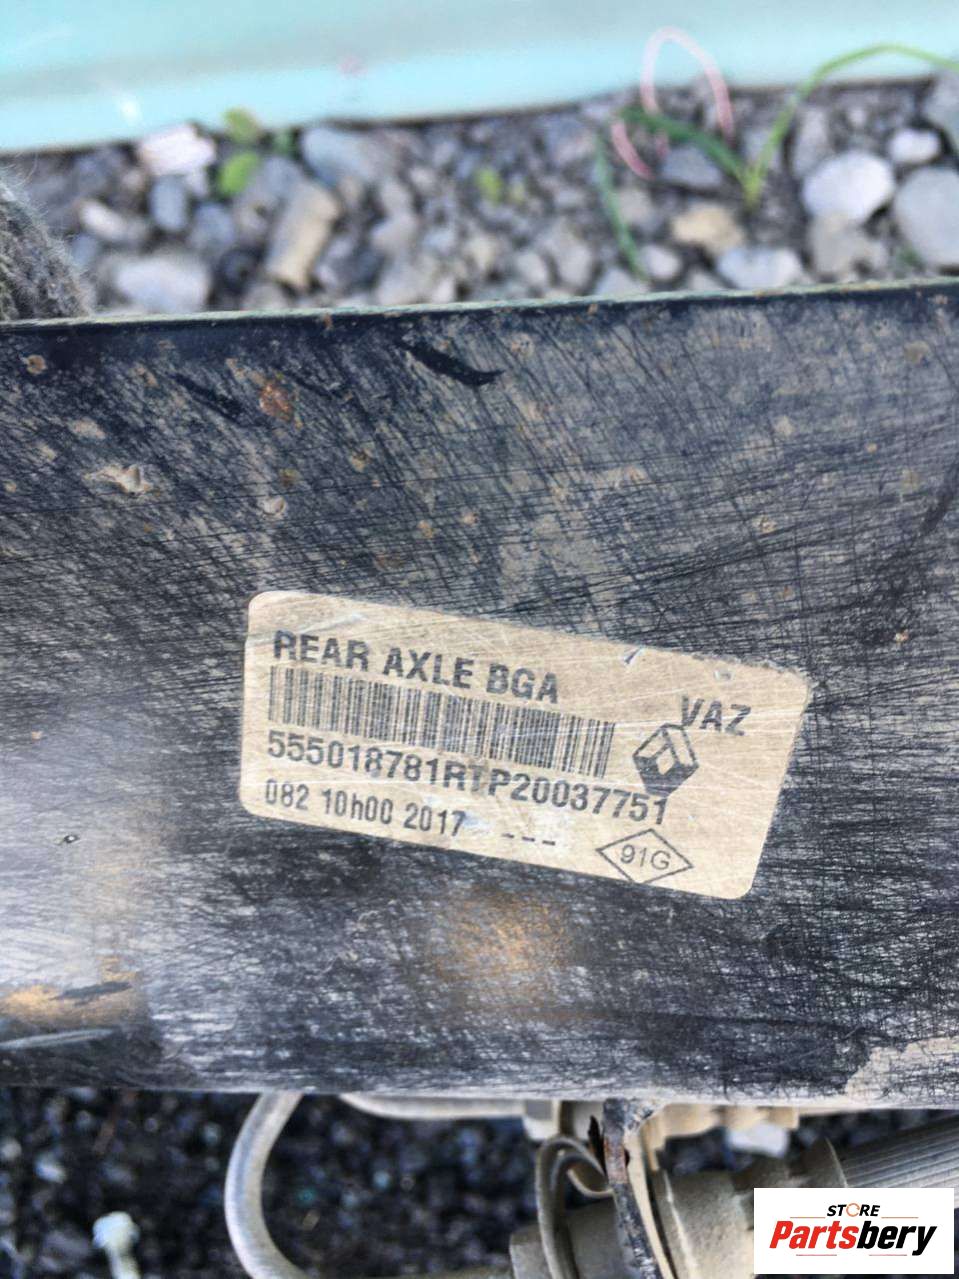 REAR AXLE BGA
VAZ
555018781RTP20037751
082 10h00 2017 ---
91G
STORE
Partsbery